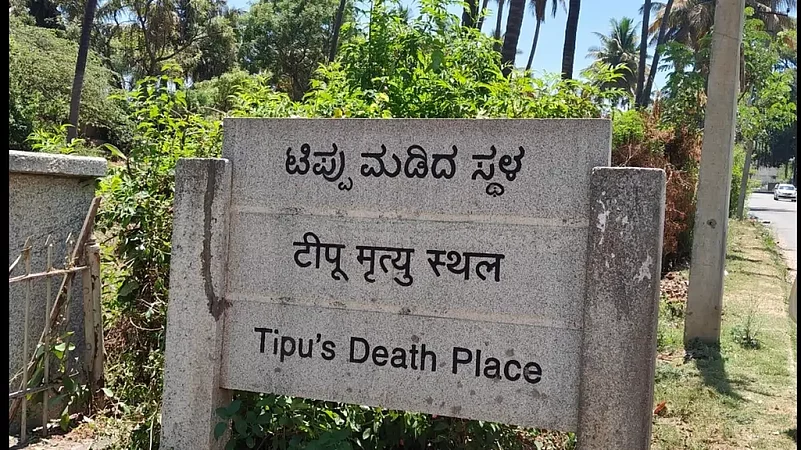 ಟಿಪ್ಪು ಮಡಿದ ಸ್ಥಳ
टीपू मृत्यु स्थल
Tipu's Death Place